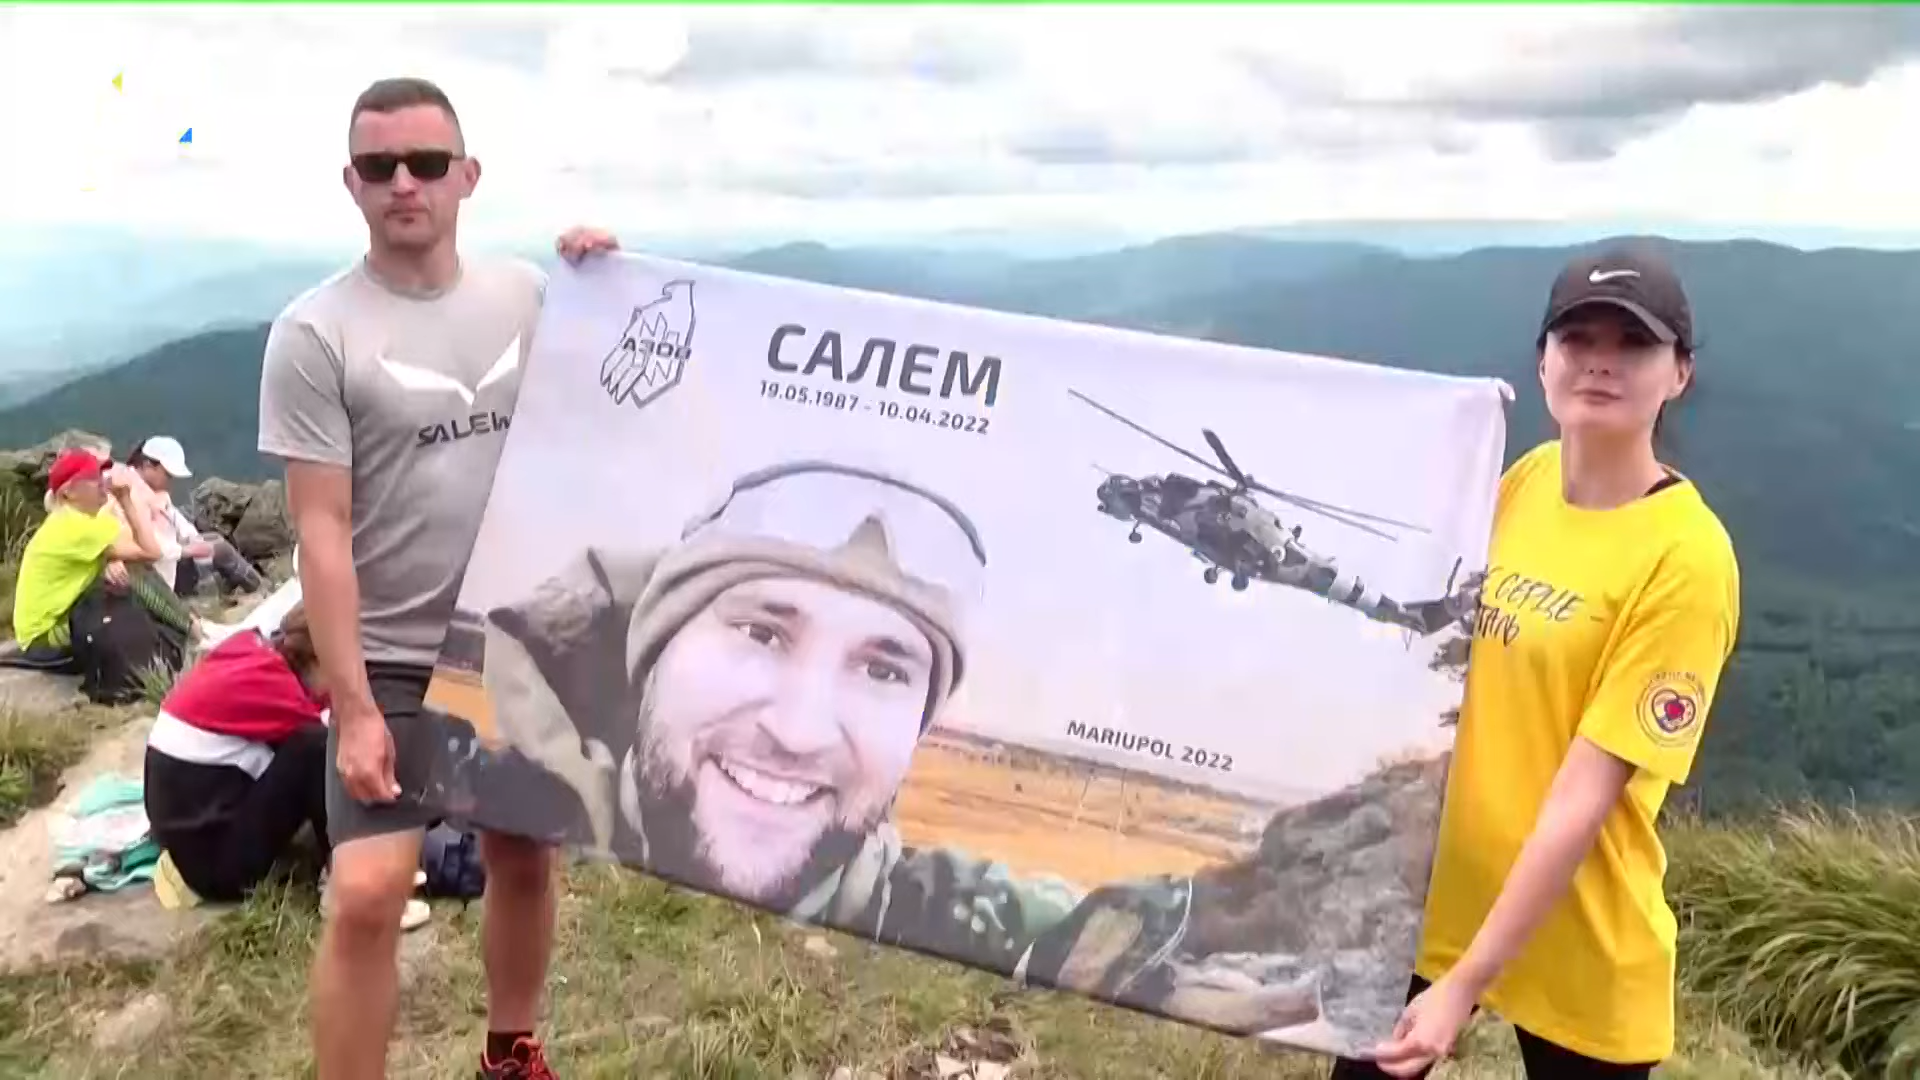 АЗОВ
САЛЕМ
19.05.1987 - 10.04.2022
MARIUPOL 2022
SALEW
СЕРЦЕ -